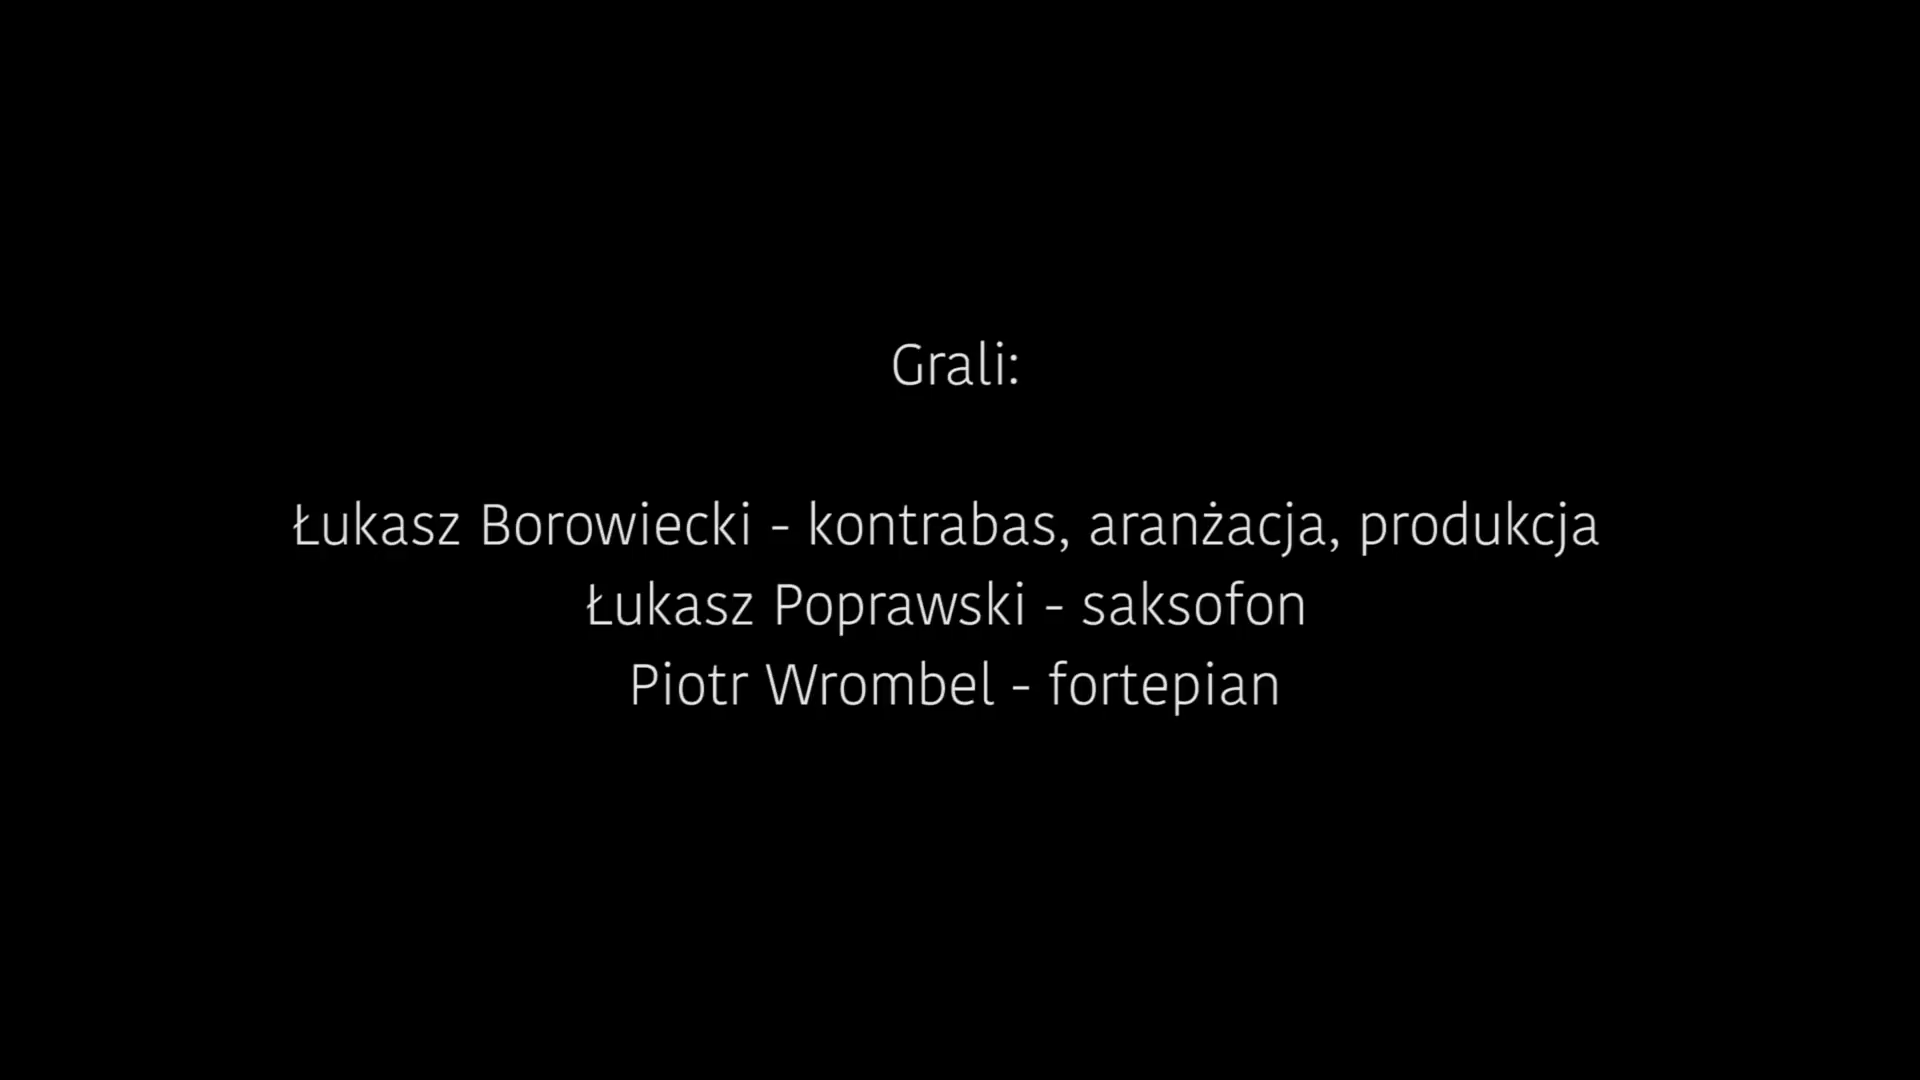 Grali:
Łukasz Borowiecki - kontrabas, aranżacja, produkcja
Łukasz Poprawski - saksofon
Piotr Wrombel - fortepian